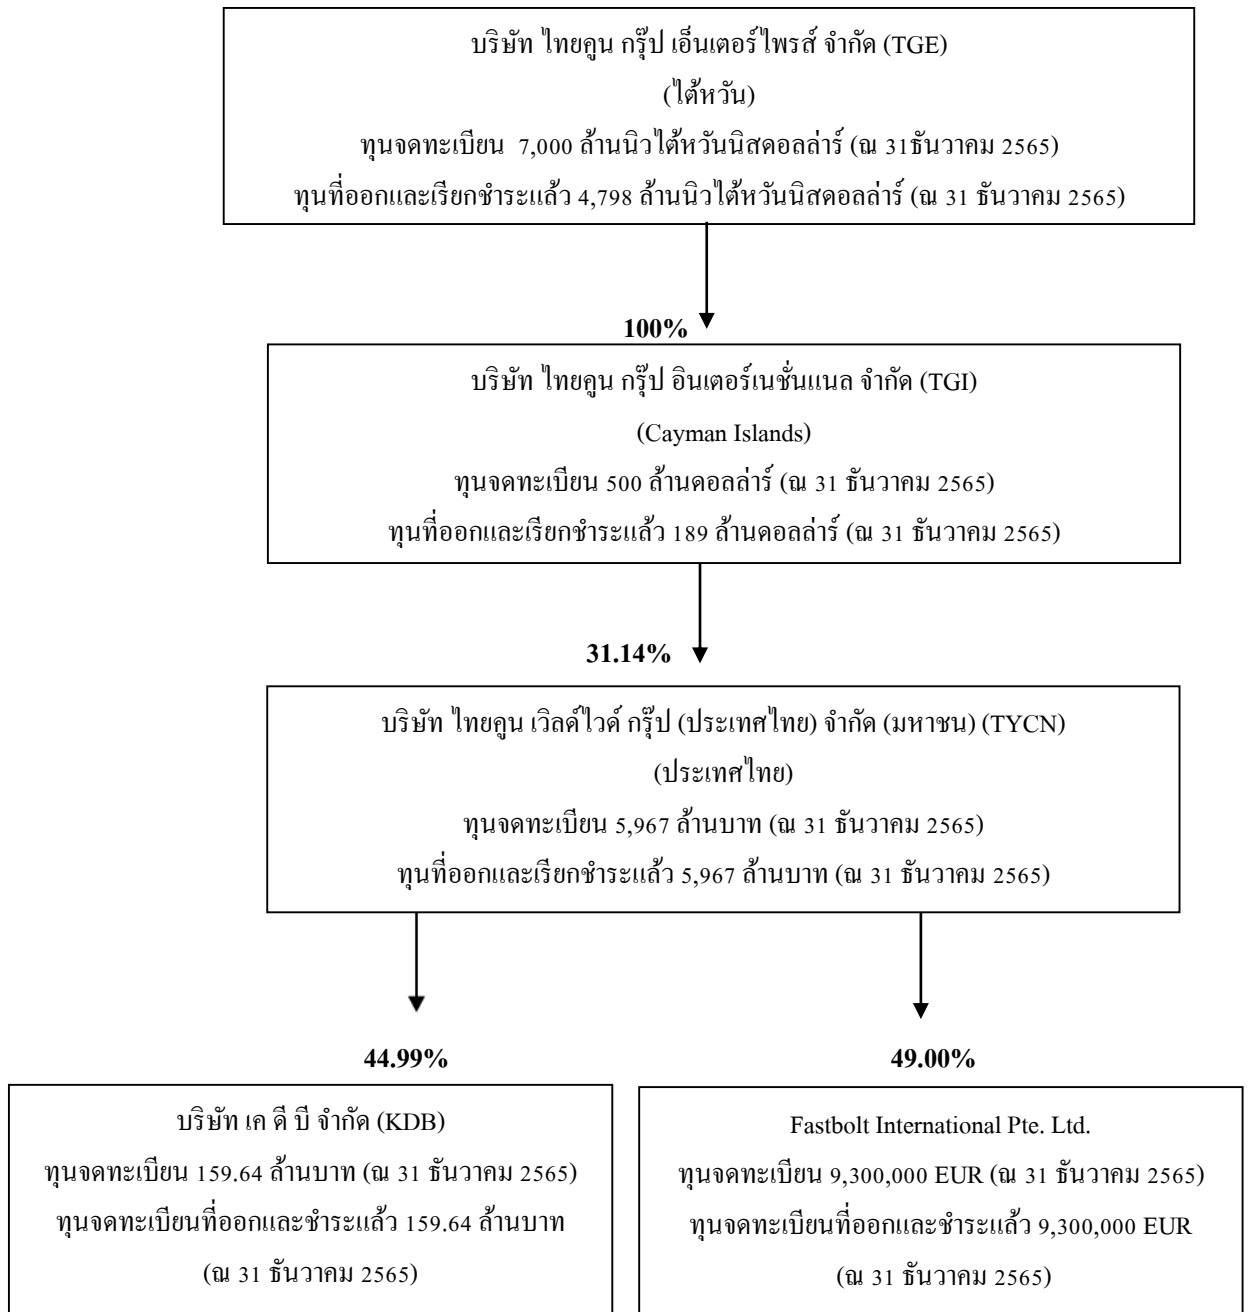 บริษัท ไทยคูน กรุ๊ป เอ็นเตอร์ไพรส์ จำกัด (TGE)
(ไต้หวัน)
ทุนจดทะเบียน 7,000 ล้านนิวไต้หวันนิสดอลล่าร์ (ณ 31ธันวาคม 2565)
ทุนที่ออกและเรียกชำระแล้ว 4,798 ล้านนิวไต้หวันนิสดอลล่าร์ (ณ 31 ธันวาคม 2565)
100%
บริษัท ไทยคูน กรุ๊ป อินเตอร์เนชั่นแนล จำกัด (TGI)
(Cayman Islands)
ทุนจดทะเบียน 500 ล้านดอลล่าร์ (ณ 31 ธันวาคม 2565)
ทุนที่ออกและเรียกชำระแล้ว 189 ล้านดอลล่าร์ (ณ 31 ธันวาคม 2565)
31.14%
บริษัท ไทยคูน เวิลด์ไวด์ กรุ๊ป (ประเทศไทย) จำกัด (มหาชน) (TYCN)
(ประเทศไทย)
ทุนจดทะเบียน 5,967 ล้านบาท (ณ 31 ธันวาคม 2565)
ทุนที่ออกและเรียกชำระแล้ว 5,967 ล้านบาท (ณ 31 ธันวาคม 2565)
44.99%
บริษัท เค ดี บี จำกัด (KDB)
ทุนจดทะเบียน 159.64 ล้านบาท (ณ 31 ธันวาคม 2565)
ทุนจดทะเบียนที่ออกและชำระแล้ว 159.64 ล้านบาท
(ณ 31 ธันวาคม 2565)
49.00%
Fastbolt International Pte. Ltd.
ทุนจดทะเบียน 9,300,000 EUR (ณ 31 ธันวาคม 2565)
ทุนจดทะเบียนที่ออกและชำระแล้ว 9,300,000 EUR
(ณ 31 ธันวาคม 2565)